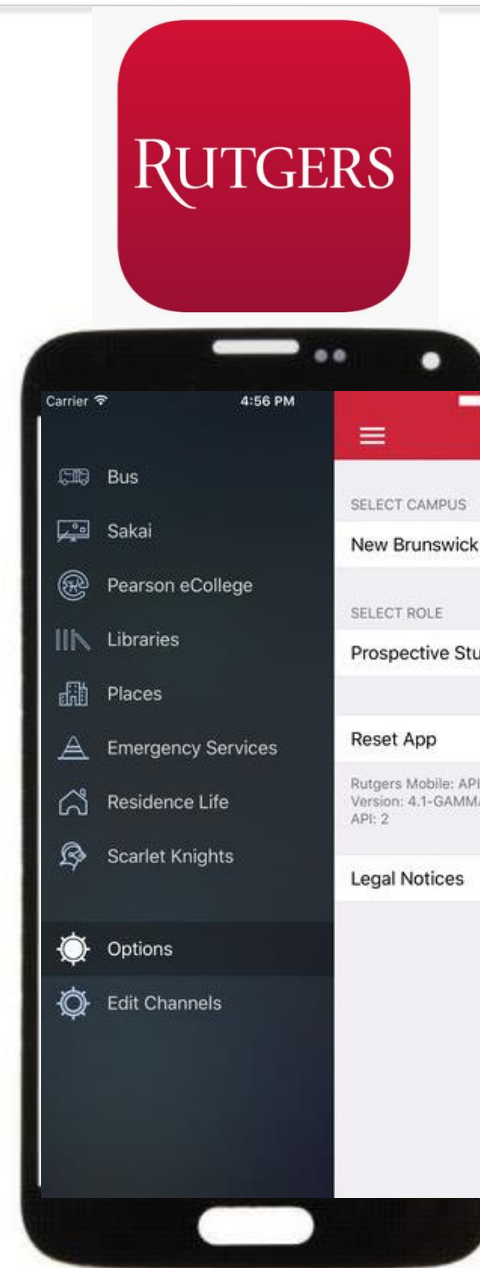 RUTGERS
Carrier 4:56 PM
Bus
Sakai
Pearson eCollege
Libraries
Places
Emergency Services
Residence Life
Scarlet Knights
Options
Edit Channels
SELECT CAMPUS
New Brunswick
SELECT ROLE
Prospective Stu
Reset App
Rutgers Mobile: API
Version: 4.1-GAMMA
API: 2
Legal Notices